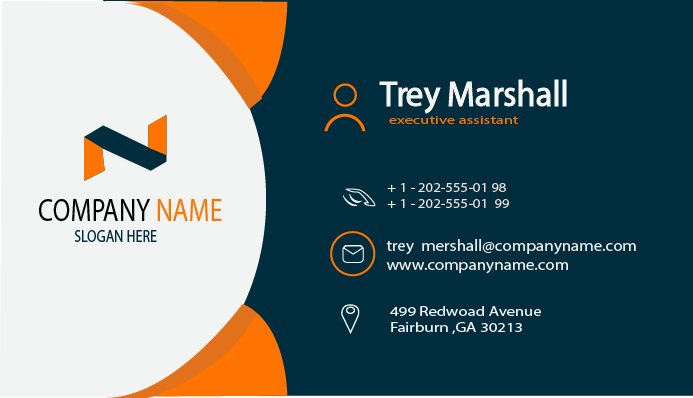 COMPANY NAME
SLOGAN HERE
Trey Marshall
executive assistant
+ 1 - 202-555-01 98
+ 1 - 202-555-01 99
trey mershall@companyname.com
www.companyname.com
499 Redwoad Avenue
Fairburn ,GA 30213